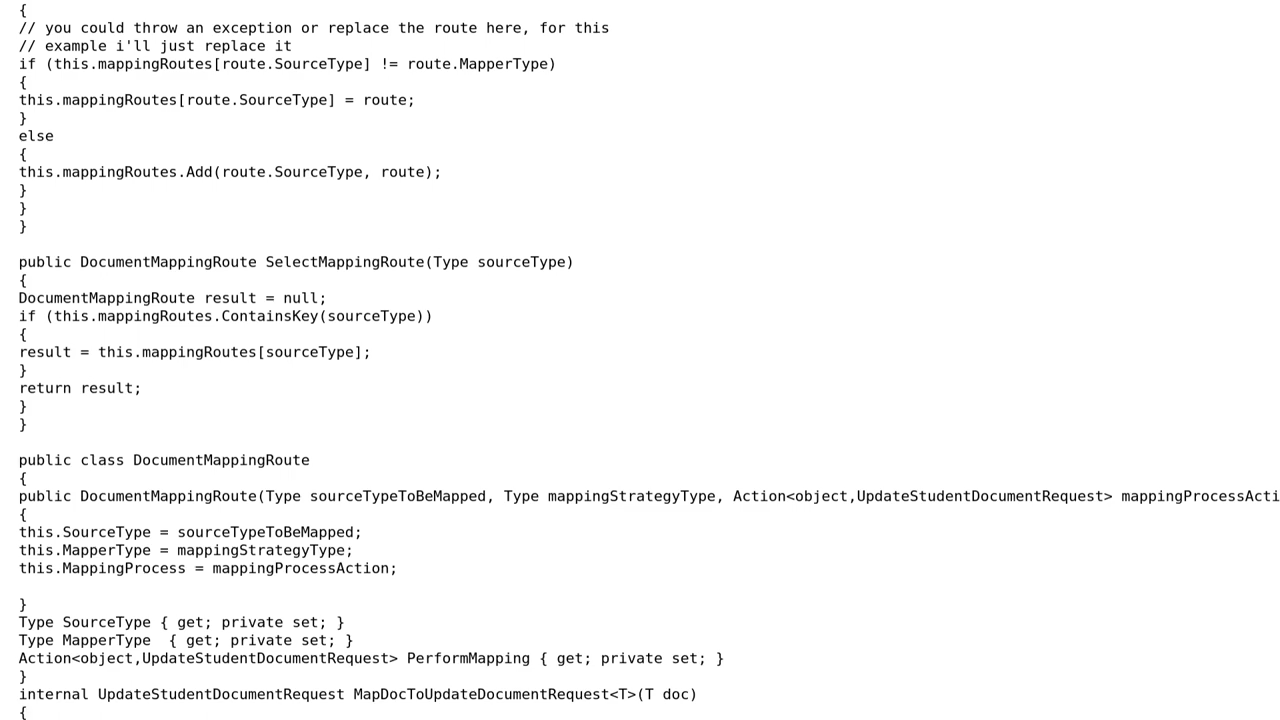 {
// you could throw an exception or replace the route here, for this
// example i'll just replace it
if (this.mappingRoutes[route.SourceType] != route.MapperType)
{
this.mappingRoutes[route.SourceType] = route;
}
else
{
this.mappingRoutes.Add(route.SourceType, route);
}
}
}
public DocumentMappingRoute SelectMappingRoute(Type sourceType)
{
DocumentMappingRoute result = null;
if (this.mappingRoutes.ContainsKey(sourceType))
{
result = this.mappingRoutes[sourceType];
}
return result;
}
}
public class DocumentMappingRoute
{
public DocumentMappingRoute(Type sourceTypeToBeMapped, Type mappingStrategyType, Action<object,UpdateStudentDocumentRequest> mappingProcessActi
{
this.SourceType = sourceTypeToBeMapped;
this.MapperType = mappingStrategyType;
this.MappingProcess = mappingProcessAction;
}
Type SourceType { get; private set; }
Type MapperType  { get; private set; }
Action<object,UpdateStudentDocumentRequest> PerformMapping { get; private set; }
}
internal UpdateStudentDocumentRequest MapDocToUpdateDocumentRequest<T>(T doc)
{